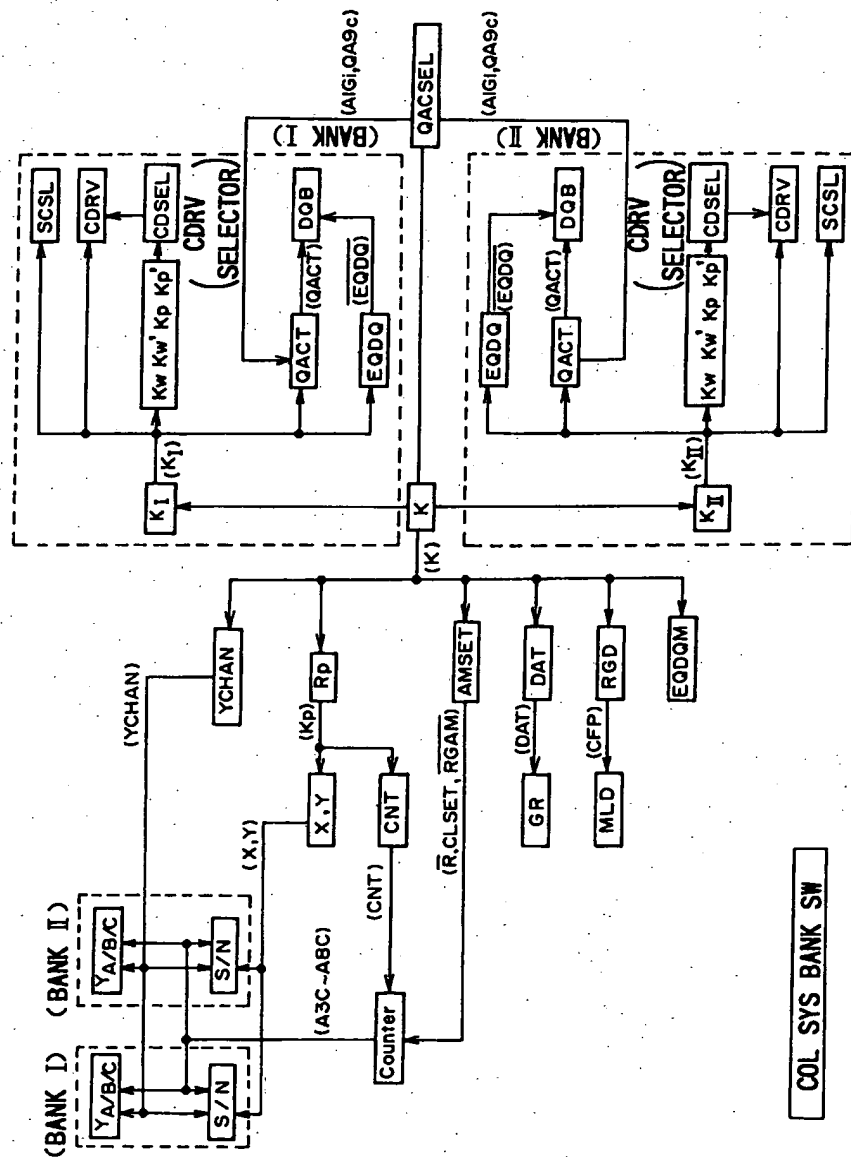 (BANK I)
(BANK II)
YA/B/C
YA/B/C
(YCHAN)
S/N
S/N
(X,Y)
YCHAN
(A3C~ABC)
X,Y
(Kp)
Rp
Counter
(CNT)
CNT
(R̅,CLSET,R̅G̅A̅M̅)
AMSET
GR
(DAT)
DAT
MLD
(CFP)
RGD
EQDQM
COL SYS BANK SW
(K)
K
KI
(KI)
SCSL
CDRV
Kw Kw' Kp Kp'
CDSEL
CDRV
(SELECTOR)
QACT
(QACT)
DQB
EQDQ
(E̅Q̅D̅Q̅)
(BANK I)
(AIGi,QA9c)
QACSEL
(AIGi,QA9c)
(BANK II)
EQDQ
(E̅Q̅D̅Q̅)
QACT
(QACT)
DQB
CDRV
(SELECTOR)
KII
(KII)
Kw Kw' Kp Kp'
CDSEL
CDRV
SCSL